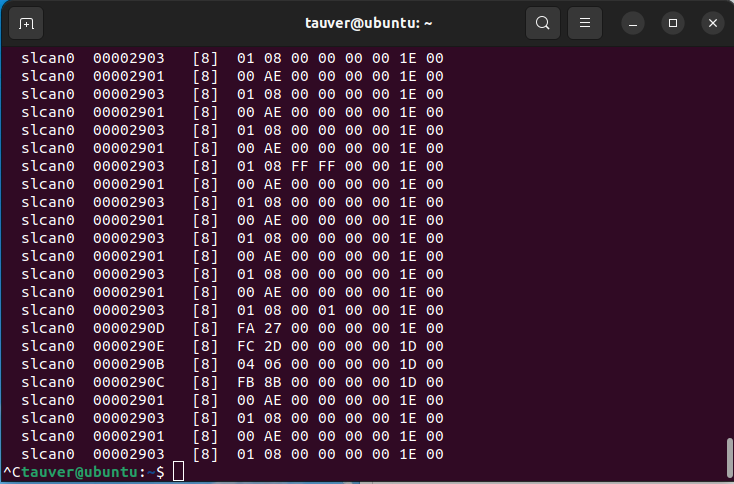 tauver@ubuntu: ~
slcan0  00002903   [8]  01 08 00 00 00 00 1E 00
slcan0  00002901   [8]  00 AE 00 00 00 00 1E 00
slcan0  00002903   [8]  01 08 00 00 00 00 1E 00
slcan0  00002901   [8]  00 AE 00 00 00 00 1E 00
slcan0  00002903   [8]  01 08 00 00 00 00 1E 00
slcan0  00002901   [8]  00 AE 00 00 00 00 1E 00
slcan0  00002903   [8]  01 08 FF FF 00 00 1E 00
slcan0  00002901   [8]  00 AE 00 00 00 00 1E 00
slcan0  00002903   [8]  01 08 00 00 00 00 1E 00
slcan0  00002901   [8]  00 AE 00 00 00 00 1E 00
slcan0  00002903   [8]  01 08 00 00 00 00 1E 00
slcan0  00002901   [8]  00 AE 00 00 00 00 1E 00
slcan0  00002903   [8]  01 08 00 00 00 00 1E 00
slcan0  00002901   [8]  00 AE 00 00 00 00 1E 00
slcan0  00002903   [8]  01 08 00 01 00 00 1E 00
slcan0  0000290D   [8]  FA 27 00 00 00 00 1E 00
slcan0  0000290E   [8]  FC 2D 00 00 00 00 1D 00
slcan0  0000290B   [8]  04 06 00 00 00 00 1D 00
slcan0  0000290C   [8]  FB 8B 00 00 00 00 1D 00
slcan0  00002901   [8]  00 AE 00 00 00 00 1E 00
slcan0  00002903   [8]  01 08 00 00 00 00 1E 00
slcan0  00002901   [8]  00 AE 00 00 00 00 1E 00
slcan0  00002903   [8]  01 08 00 00 00 00 1E 00
^Ctauver@ubuntu:~$